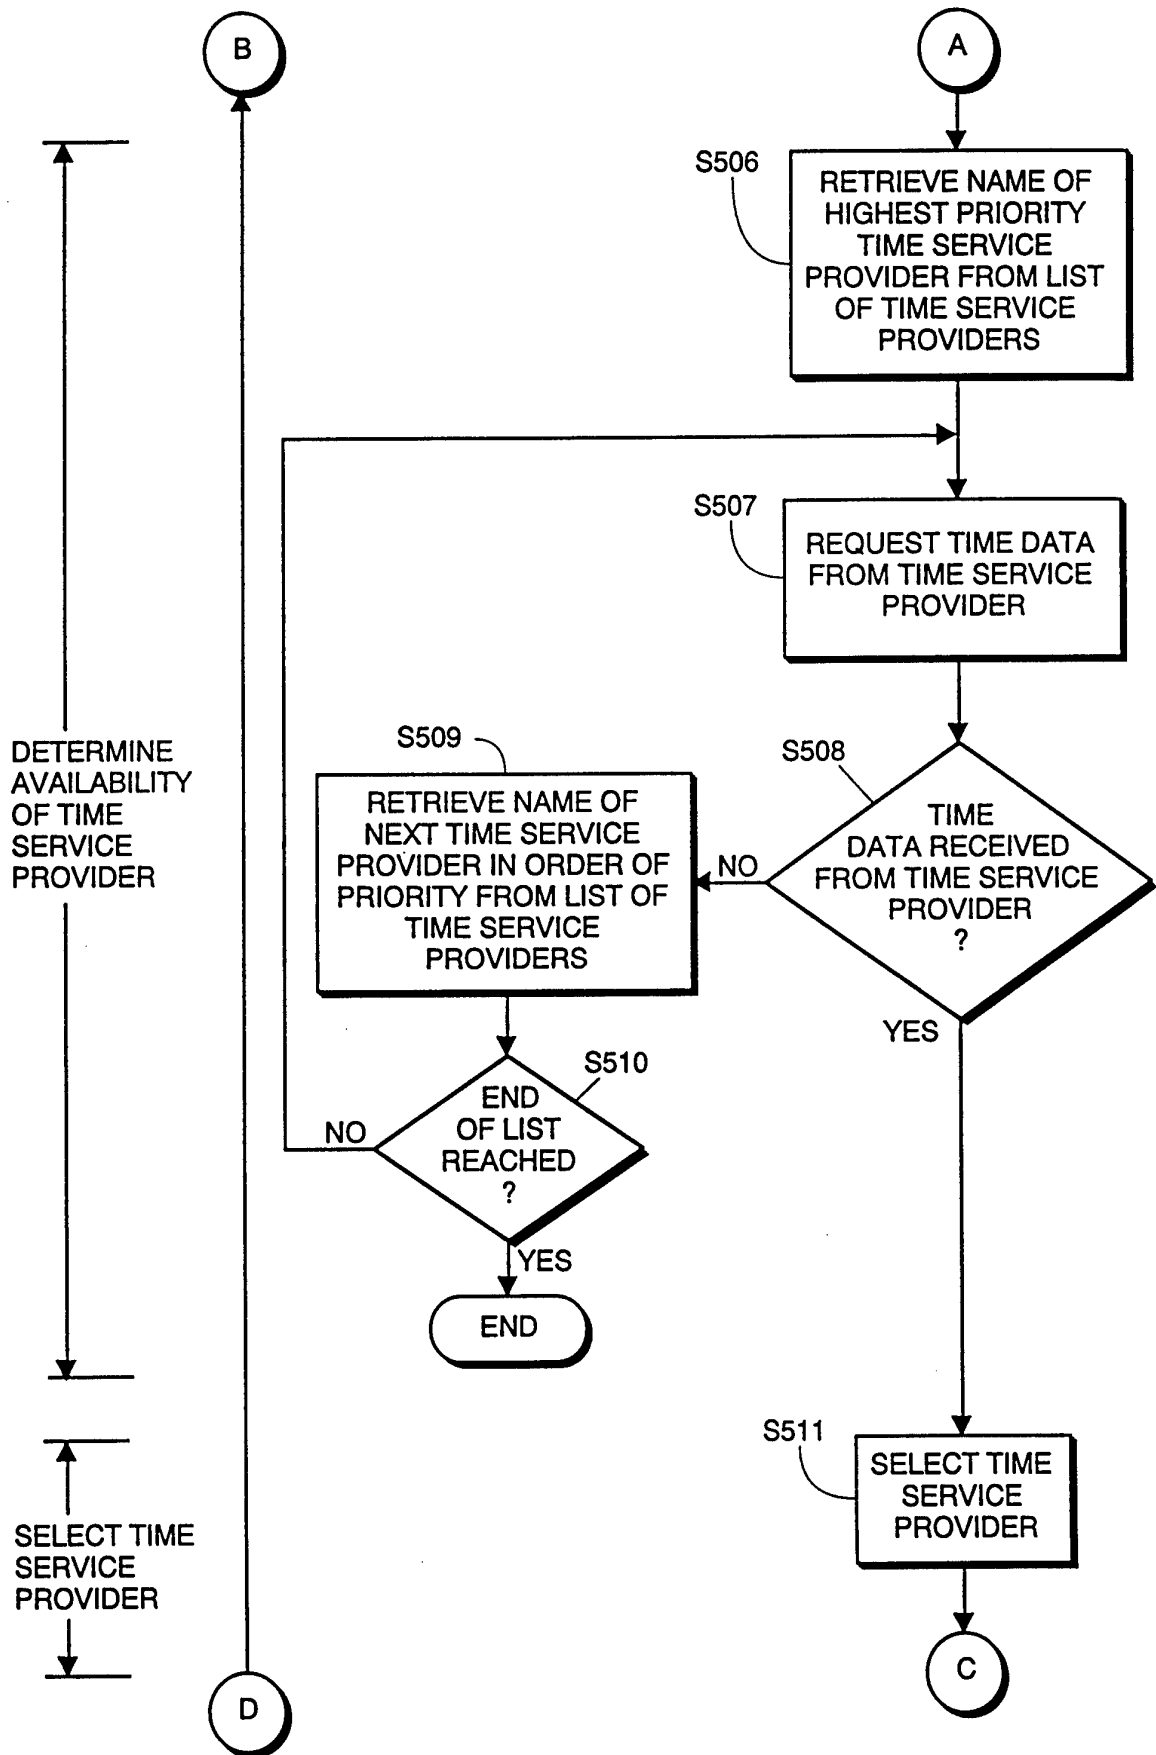 B
A
S506
RETRIEVE NAME OF
HIGHEST PRIORITY
TIME SERVICE
PROVIDER FROM LIST
OF TIME SERVICE
PROVIDERS
S507
REQUEST TIME DATA
FROM TIME SERVICE
PROVIDER
S508
TIME
DATA RECEIVED
FROM TIME SERVICE
PROVIDER
?
NO
YES
S509
RETRIEVE NAME OF
NEXT TIME SERVICE
PROVIDER IN ORDER OF
PRIORITY FROM LIST OF
TIME SERVICE
PROVIDERS
DETERMINE
AVAILABILITY
OF TIME
SERVICE
PROVIDER
S510
END
OF LIST
REACHED
?
NO
YES
END
S511
SELECT TIME
SERVICE
PROVIDER
SELECT TIME
SERVICE
PROVIDER
C
D